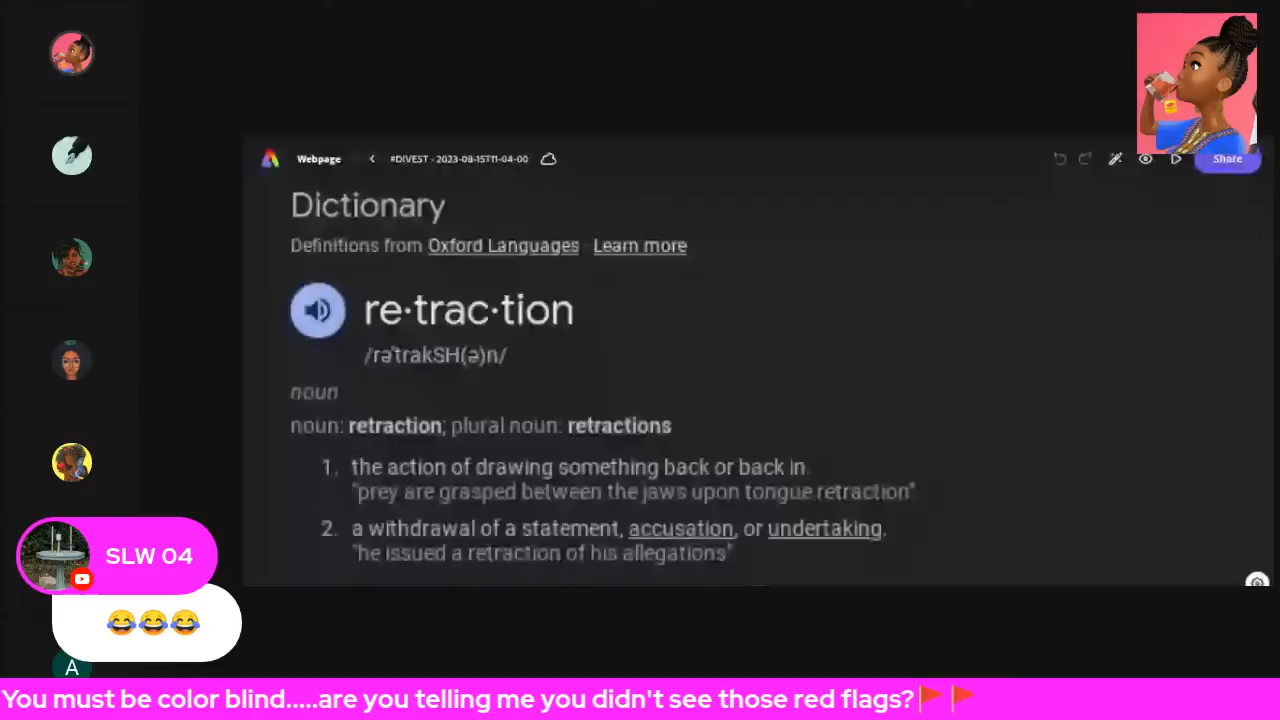 Webpage
#DIVEST - 2023-08-15T11-04-00
Share
Dictionary
Definitions from Oxford Languages Learn more
re·trac·tion
/rəˈtrakSH(ə)n/
noun
noun: retraction; plural noun: retractions
1. the action of drawing something back or back in.
"prey are grasped between the jaws upon tongue retraction"
2. a withdrawal of a statement, accusation, or undertaking.
"he issued a retraction of his allegations"
SLW 04
😂😂😂
A
You must be color blind.....are you telling me you didn't see those red flags?🚩🚩